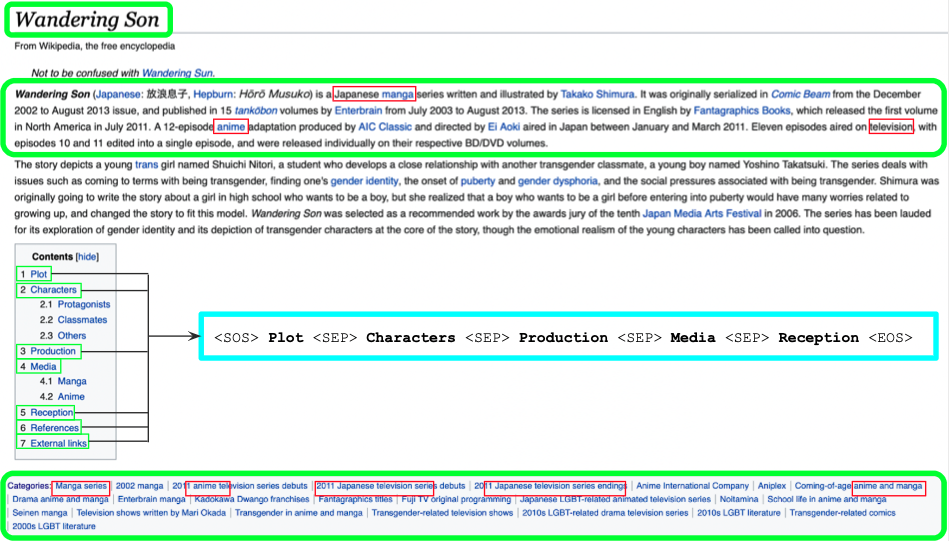 Wandering Son
From Wikipedia, the free encyclopedia
Not to be confused with Wandering Sun.
Wandering Son (Japanese: 放浪息子, Hepburn: Hōrō Musuko) is a Japanese manga series written and illustrated by Takako Shimura. It was originally serialized in Comic Beam from the December
2002 to August 2013 issue, and published in 15 tankōbon volumes by Enterbrain from July 2003 to August 2013. The series is licensed in English by Fantagraphics Books, which released the first volume
in North America in July 2011. A 12-episode anime adaptation produced by AIC Classic and directed by Ei Aoki aired in Japan between January and March 2011. Eleven episodes aired on television, with
episodes 10 and 11 edited into a single episode, and were released individually on their respective BD/DVD volumes.
The story depicts a young trans girl named Shuichi Nitori, a student who develops a close relationship with another transgender classmate, a young boy named Yoshino Takatsuki. The series deals with
issues such as coming to terms with being transgender, finding one's gender identity, the onset of puberty and gender dysphoria, and the social pressures associated with being transgender. Shimura was
originally going to write the story about a girl in high school who wants to be a boy, but she realized that a boy who wants to be a girl before entering into puberty would have many worries related to
growing up, and changed the story to fit this model. Wandering Son was selected as a recommended work by the awards jury of the tenth Japan Media Arts Festival in 2006. The series has been lauded
for its exploration of gender identity and its depiction of transgender characters at the core of the story, though the emotional realism of the young characters has been called into question.
Contents [hide]
1 Plot
2 Characters
2.1 Protagonists
2.2 Classmates
2.3 Others
3 Production
4 Media
4.1 Manga
4.2 Anime
5 Reception
6 References
7 External links
<SOS> Plot <SEP> Characters <SEP> Production <SEP> Media <SEP> Reception <EOS>
Categories: Manga series | 2002 manga | 2011 anime television series debuts | 2011 Japanese television series debuts | 2011 Japanese television series endings | Anime International Company | Aniplex | Coming-of-age anime and manga
| Drama anime and manga | Enterbrain manga | Kadokawa Dwango franchises | Fantagraphics titles | Fuji TV original programming | Japanese LGBT-related animated television series | Noitamina | School life in anime and manga
| Seinen manga | Television shows written by Mari Okada | Transgender in anime and manga | Transgender-related television shows | 2010s LGBT-related drama television series | 2010s LGBT literature | Transgender-related comics
| 2000s LGBT literature